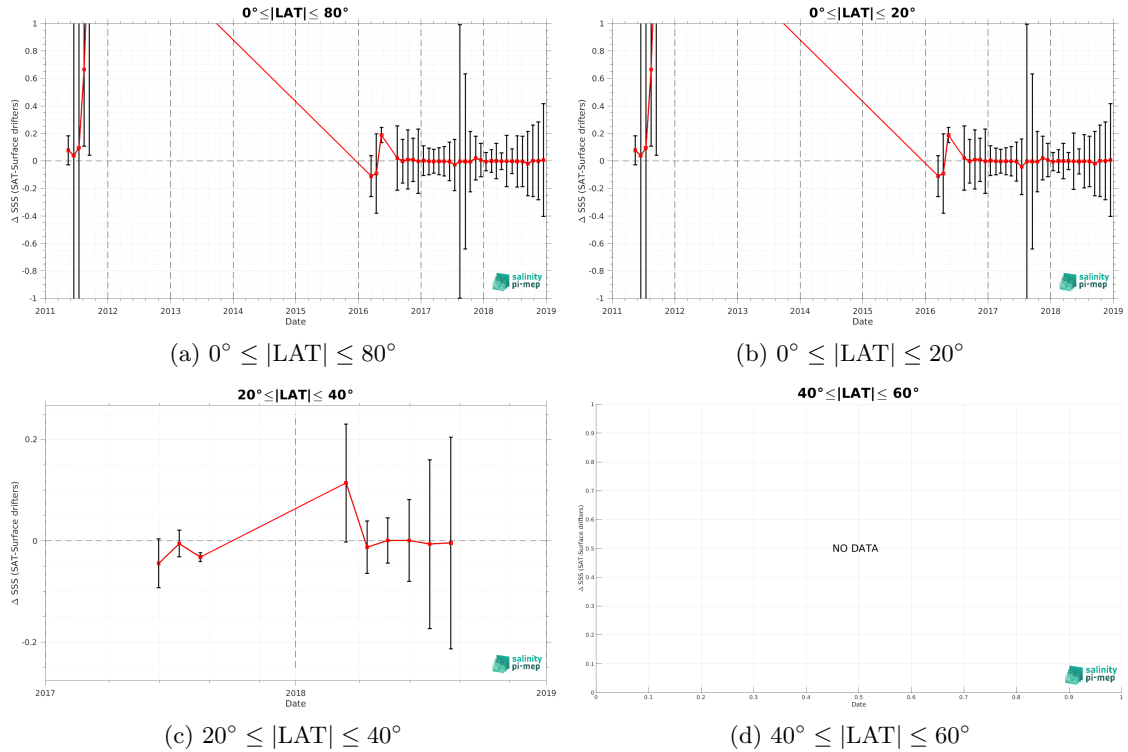 0°≤|LAT|≤ 80°
1
0.8
0.6
0.4
0.2
0
-0.2
-0.4
-0.6
-0.8
-1
Δ SSS (SAT-Surface drifters)
2011 2012 2013 2014 2015 2016 2017 2018 2019
Date
salinity
pi-mep
(a) 0° ≤ |LAT| ≤ 80°
0°≤|LAT|≤ 20°
1
0.8
0.6
0.4
0.2
0
-0.2
-0.4
-0.6
-0.8
-1
Δ SSS (SAT-Surface drifters)
2011 2012 2013 2014 2015 2016 2017 2018 2019
Date
salinity
pi-mep
(b) 0° ≤ |LAT| ≤ 20°
20°≤|LAT|≤ 40°
0.2
0
-0.2
Δ SSS (SAT-Surface drifters)
2017 2018 2019
Date
salinity
pi-mep
(c) 20° ≤ |LAT| ≤ 40°
40°≤|LAT|≤ 60°
1
0.9
0.8
0.7
0.6
0.5
0.4
0.3
0.2
0.1
0
Δ SSS (SAT-Surface drifters)
NO DATA
0 0.1 0.2 0.3 0.4 0.5 0.6 0.7 0.8 0.9 1
Date
salinity
pi-mep
(d) 40° ≤ |LAT| ≤ 60°